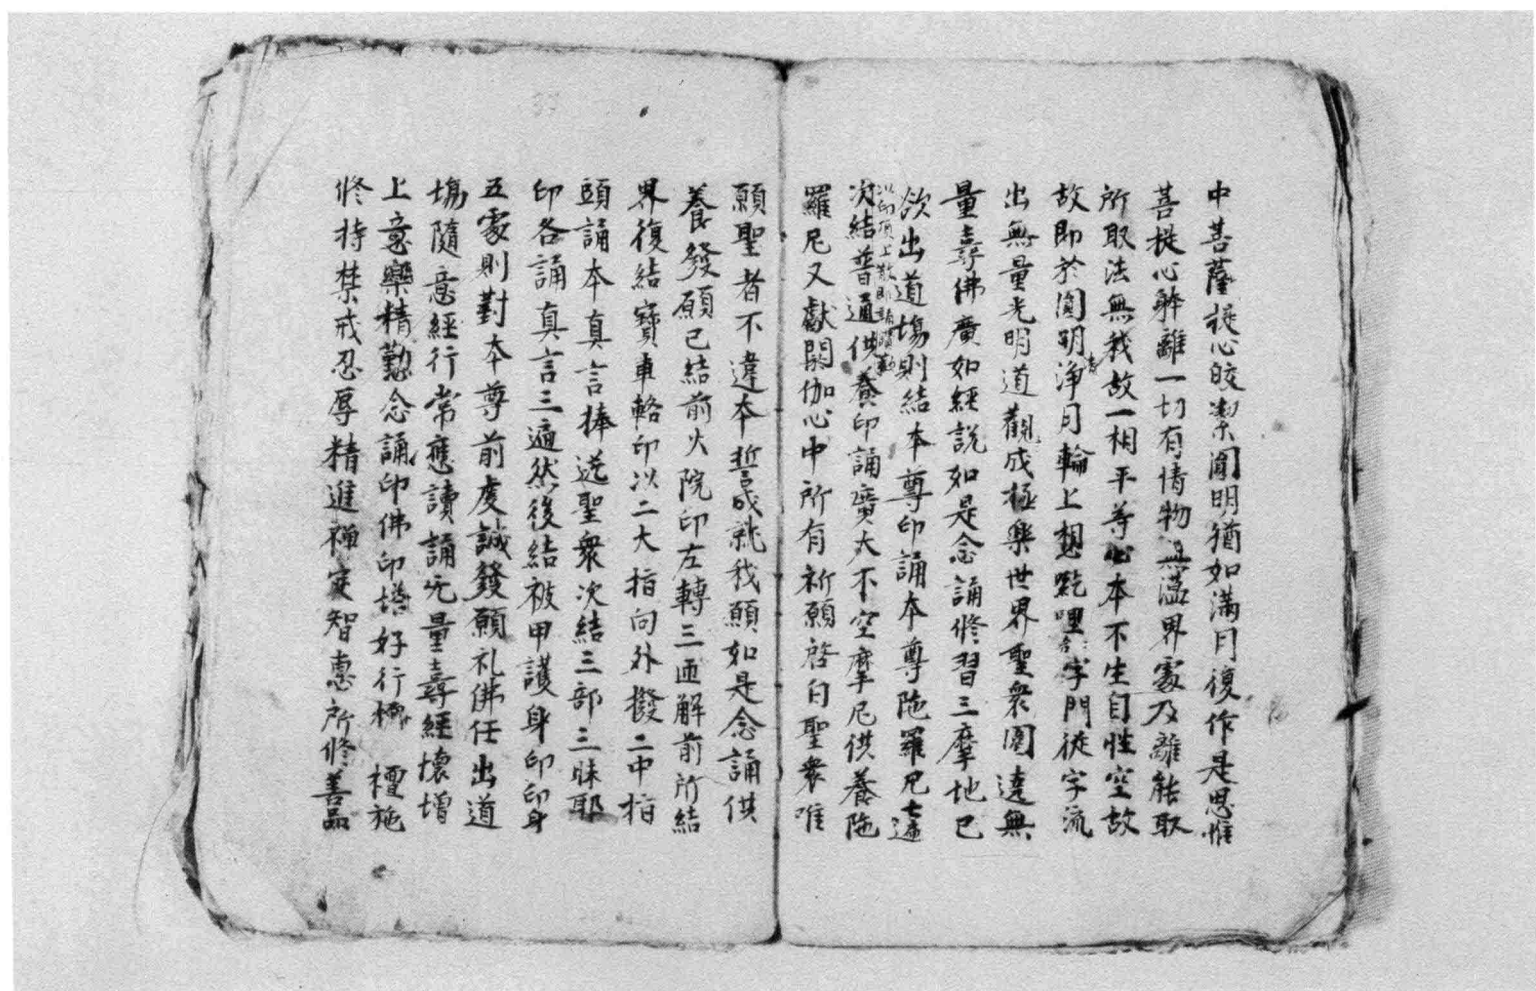 中菩薩提心皎潔圓明猶如滿月復作是思惟
菩提心躰離一切有情物無蘊界處及離能取
所取法無我故一相平等心本不生自性空故
故即於圓明淨月輪上想紇哩字門從字流
出無量光明道觀成極樂世界聖衆圍遶無
量壽佛廣如經說如是念誦修習三摩地已
欲出道場則結本尊印誦本尊陁羅尼七遍
以印頂上散即誦
次結普通供養印誦廣大不空摩尼供養陁
羅尼又獻閼伽心中所有祈願啓白聖衆唯
願聖者不違本誓成就我願如是念誦供
養發願已結前火院印左轉三匝解前所結
界復結寶車輅印以二大指向外撥二中指
頭誦本真言捧送聖衆次結三部三昧耶
印各誦真言三遍然後結被甲護身印印身
五處則對本尊前虔誠發願礼佛任出道
場隨意經行常應讀誦无量壽經懷增
上意樂精懃念誦印佛印塔好行 檀施
修持禁戒忍辱精進禪定智惠所修善品